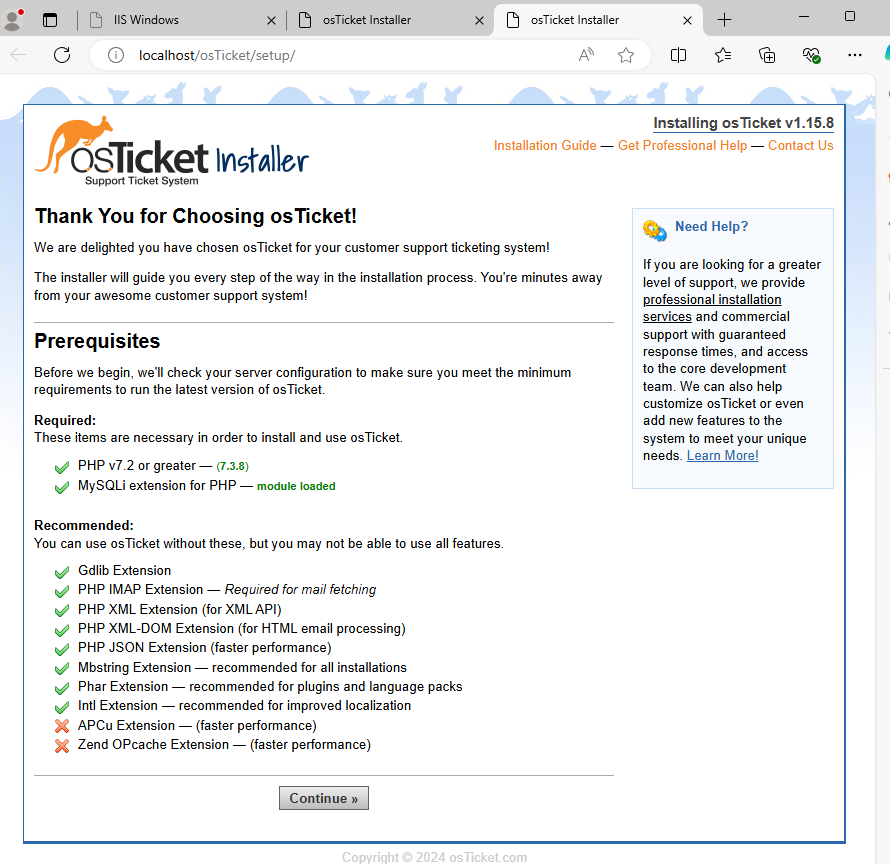 IIS Windows
osTicket Installer
osTicket Installer
localhost/osTicket/setup/
osTicket Installer
Support Ticket System
Installing osTicket v1.15.8
Installation Guide — Get Professional Help — Contact Us
Thank You for Choosing osTicket!
We are delighted you have chosen osTicket for your customer support ticketing system!
The installer will guide you every step of the way in the installation process. You're minutes away
from your awesome customer support system!
Prerequisites
Before we begin, we'll check your server configuration to make sure you meet the minimum
requirements to run the latest version of osTicket.
Required:
These items are necessary in order to install and use osTicket.
PHP v7.2 or greater — (7.3.8)
MySQLi extension for PHP — module loaded
Recommended:
You can use osTicket without these, but you may not be able to use all features.
Gdlib Extension
PHP IMAP Extension — Required for mail fetching
PHP XML Extension (for XML API)
PHP XML-DOM Extension (for HTML email processing)
PHP JSON Extension (faster performance)
Mbstring Extension — recommended for all installations
Phar Extension — recommended for plugins and language packs
Intl Extension — recommended for improved localization
APCu Extension — (faster performance)
Zend OPcache Extension — (faster performance)
Continue »
Need Help?
If you are looking for a greater
level of support, we provide
professional installation
services and commercial
support with guaranteed
response times, and access
to the core development
team. We can also help
customize osTicket or even
add new features to the
system to meet your unique
needs. Learn More!
Copyright © 2024 osTicket.com